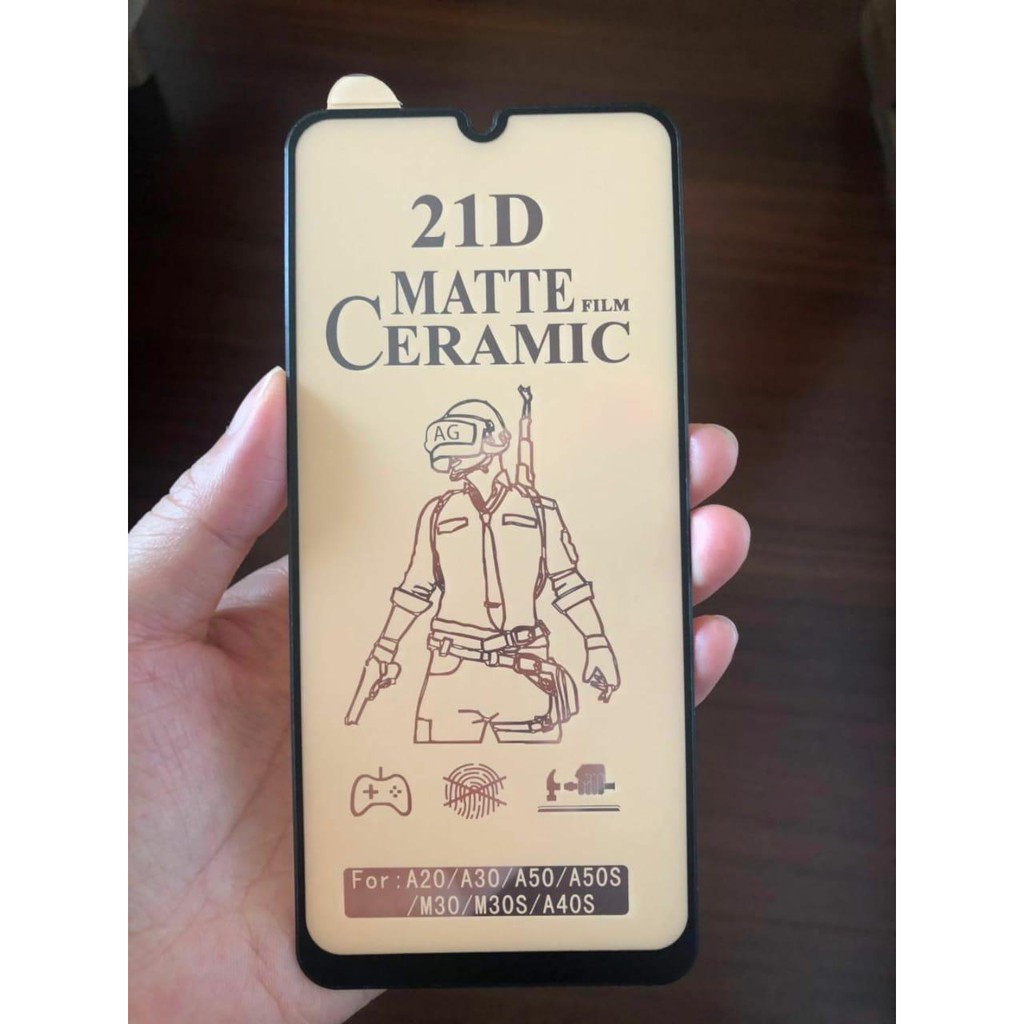 21D
MATTE FILM
CERAMIC
AG
For:A20/A30/A50/A50S
/M30/M30S/A40S